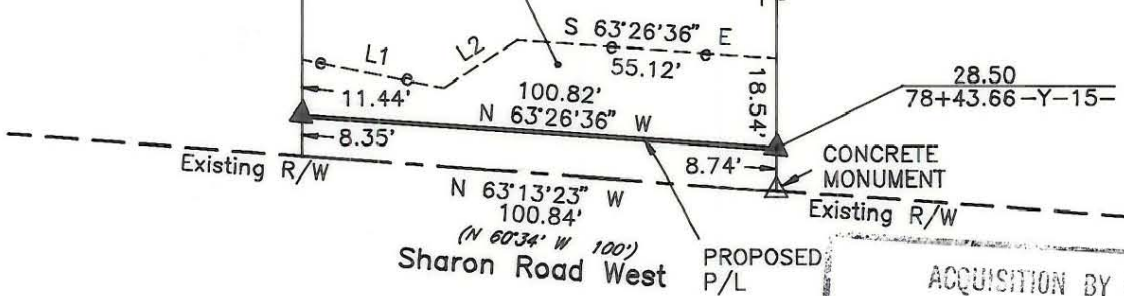 S 63°26'36" E
L1
L2
55.12'
28.50
78+43.66-Y-15-
11.44'
100.82'
18.54'
N 63°26'36" W
8.35'
8.74'
CONCRETE
MONUMENT
Existing R/W
N 63°13'23" W
100.84'
(N 60°34' W 100')
Existing R/W
Sharon Road West
PROPOSED
P/L
ACQUISITION BY